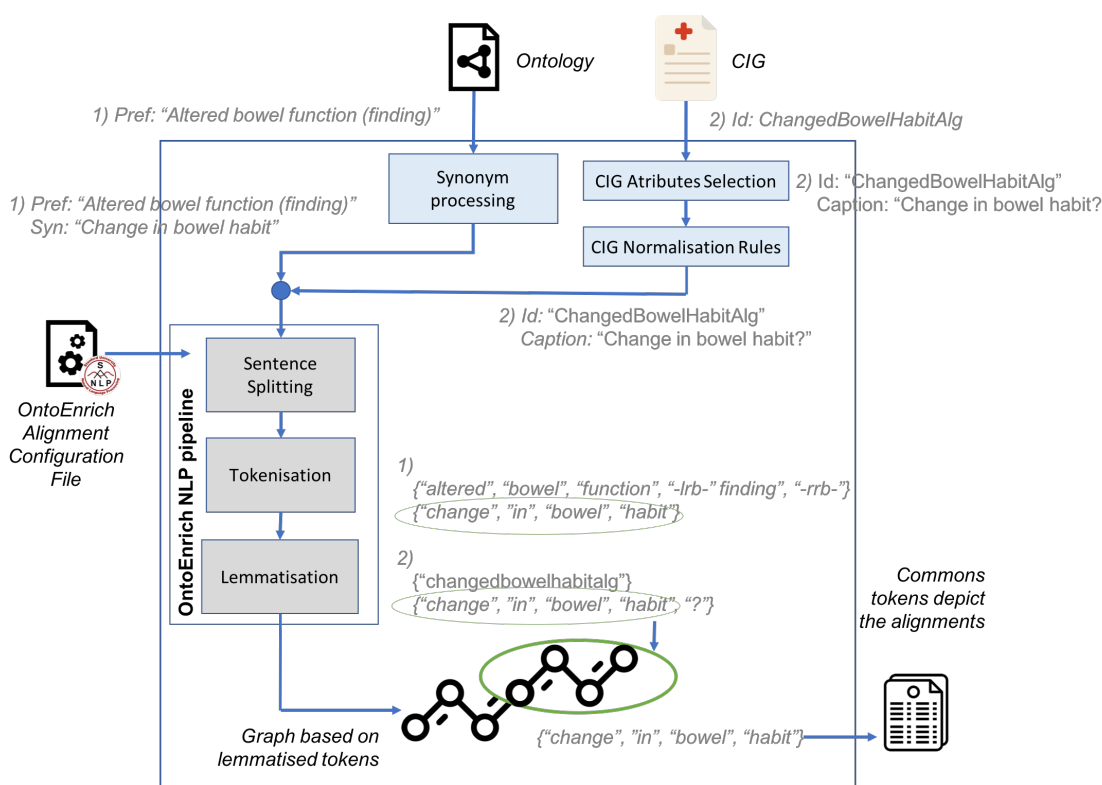 Ontology
CIG
1) Pref: “Altered bowel function (finding)”
2) Id: ChangedBowelHabitAlg
Synonym
processing
CIG Atributes Selection
2) Id: “ChangedBowelHabitAlg”
Caption: “Change in bowel habit?
1) Pref: “Altered bowel function (finding)”
Syn: “Change in bowel habit”
CIG Normalisation Rules
2) Id: “ChangedBowelHabitAlg”
Caption: “Change in bowel habit?”
S
NLP
OntoEnrich
Alignment
Configuration
File
OntoEnrich NLP pipeline
Sentence
Splitting
Tokenisation
Lemmatisation
1)
{“altered”, “bowel”, “function”, “-lrb-” finding”, “-rrb-”}
{“change”, ”in”, “bowel”, “habit”}
2)
{“changedbowelhabitalg”}
{“change”, ”in”, “bowel”, “habit”, “?”}
Commons
tokens depict
the alignments
Graph based on
lemmatised tokens
{“change”, ”in”, “bowel”, “habit”}